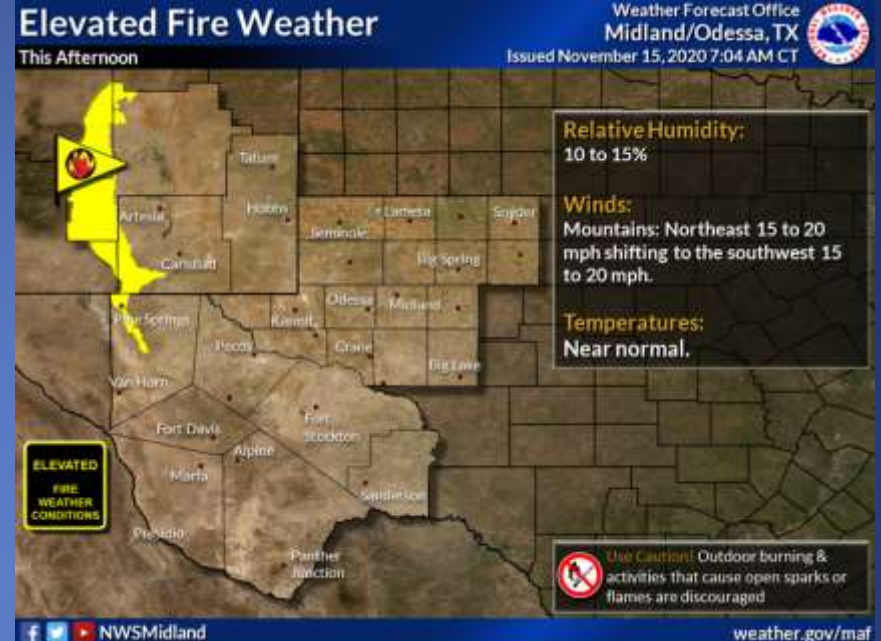 Elevated Fire Weather
This Afternoon
Weather Forecast Office
Midland/Odessa, TX
Issued November 15, 2020 7:04 AM CT
Relative Humidity:
10 to 15%
Winds:
Mountains: Northeast 15 to 20
mph shifting to the southwest 15
to 20 mph.
Temperatures:
Near normal.
Tatum
Hobbs
Artesia
Carlsbad
Lamesa
Snyder
Seminole
Big Spring
Odessa
Midland
Pine Springs
Kermit
Pecos
Crane
Big Lake
Van Horn
Fort Davis
Fort
Stockton
Alpine
Marfa
Sanderson
Presidio
Panther
Junction
ELEVATED
FIRE
WEATHER
CONDITIONS
Use Caution! Outdoor burning &
activities that cause open sparks or
flames are discouraged
NWSMidland
weather.gov/maf